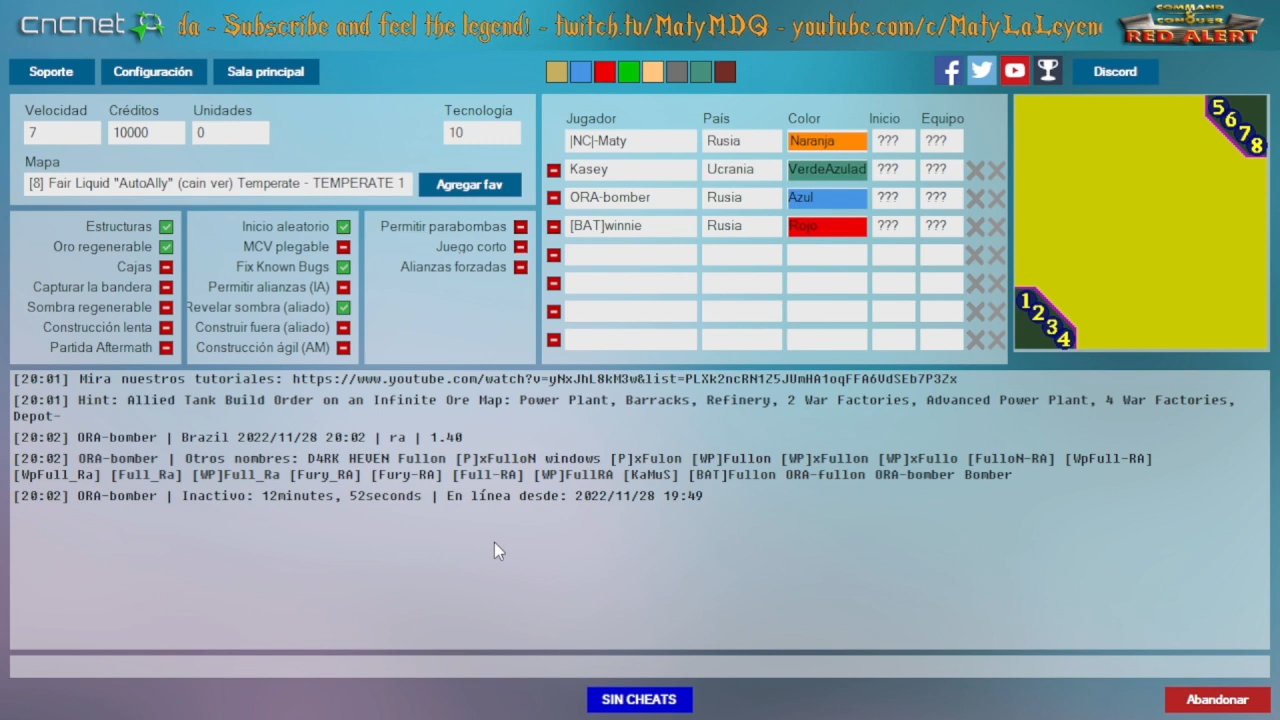 CnCNet
da - Subscribe and feel the legend! - twitch.tv/MatyMDQ - youtube.com/c/MatyLaLeyend
COMMAND & CONQUER
RED ALERT
Soporte
Configuración
Sala principal
Discord
Velocidad
Créditos
Unidades
Tecnología
7
10000
0
10
Mapa
[8] Fair Liquid "AutoAlly" (cain ver) Temperate - TEMPERATE 1
Agregar fav
Jugador País Color Inicio Equipo
|NC|-Maty Rusia Naranja ??? ???
Kasey Ucrania VerdeAzulad ??? ???
ORA-bomber Rusia Azul ??? ???
[BAT]winnie Rusia Rojo ??? ???
5
6
7
8
1
2
3
4
Estructuras
Oro regenerable
Cajas
Capturar la bandera
Sombra regenerable
Construcción lenta
Partida Aftermath
Inicio aleatorio
MCV plegable
Fix Known Bugs
Permitir alianzas (IA)
Revelar sombra (aliado)
Construir fuera (aliado)
Construcción ágil (AM)
Permitir parabombas
Juego corto
Alianzas forzadas
[20:01] Mira nuestros tutoriales: https://www.youtube.com/watch?v=yNxJhL8kM3w&list=PLXk2ncRN1Z5JUmHA1oqFFA6VdSEb7P3Zx
[20:01] Hint: Allied Tank Build Order on an Infinite Ore Map: Power Plant, Barracks, Refinery, 2 War Factories, Advanced Power Plant, 4 War Factories,
Depot-
[20:02] ORA-bomber | Brazil 2022/11/28 20:02 | ra | 1.40
[20:02] ORA-bomber | Otros nombres: D4RK HEVEN Fullon [P]xFulloN windows [P]xFulon [WP]Fullon [WP]xFullon [WP]xFullo [FulloN-RA] [WpFull-RA]
[WpFull_Ra] [Full_Ra] [WP]Full_Ra [Fury_RA] [Fury-RA] [Full-RA] [WP]FullRA [KaMuS] [BAT]Fullon ORA-fullon ORA-bomber Bomber
[20:02] ORA-bomber | Inactivo: 12minutes, 52seconds | En línea desde: 2022/11/28 19:49
SIN CHEATS
Abandonar